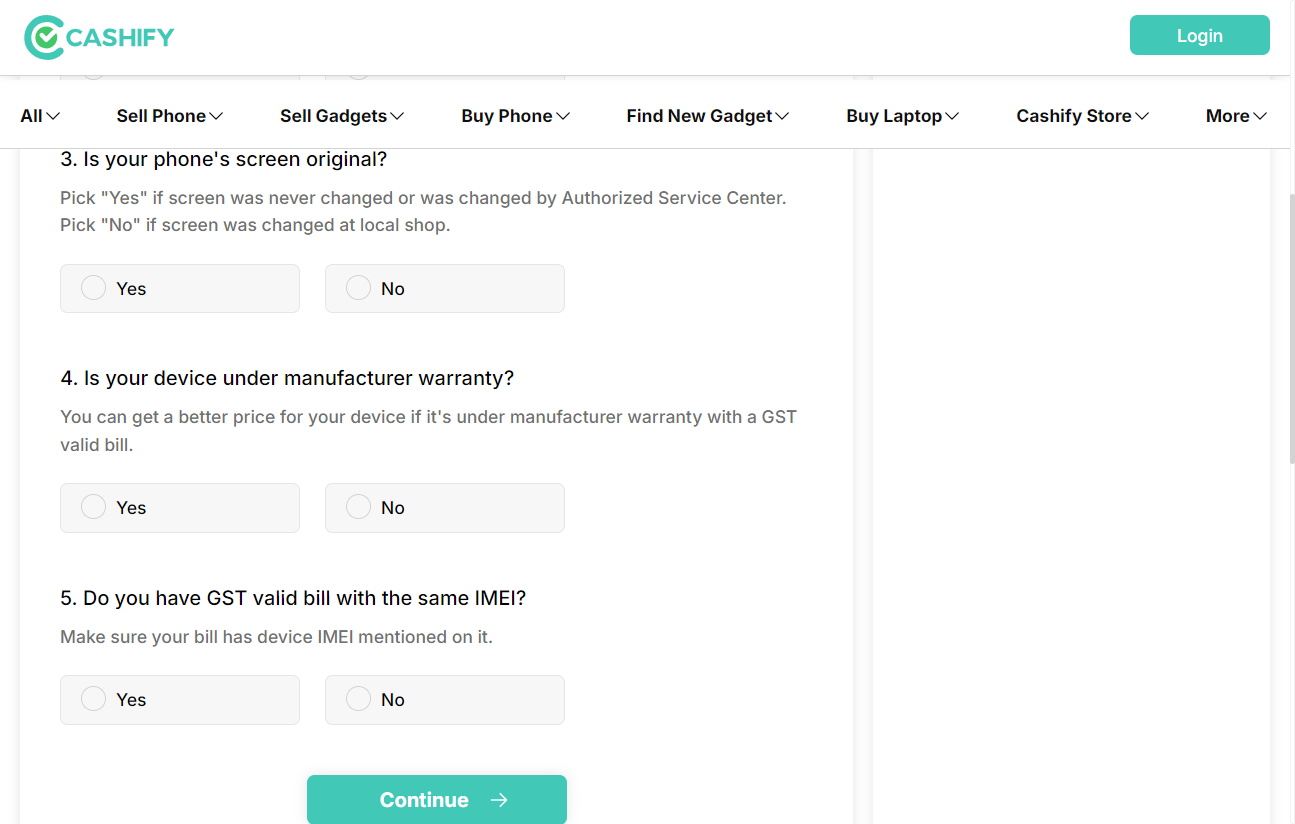 CASHIFY
Login
All
Sell Phone
Sell Gadgets
Buy Phone
Find New Gadget
Buy Laptop
Cashify Store
More
3. Is your phone's screen original?
Pick "Yes" if screen was never changed or was changed by Authorized Service Center.
Pick "No" if screen was changed at local shop.
Yes
No
4. Is your device under manufacturer warranty?
You can get a better price for your device if it's under manufacturer warranty with a GST
valid bill.
Yes
No
5. Do you have GST valid bill with the same IMEI?
Make sure your bill has device IMEI mentioned on it.
Yes
No
Continue